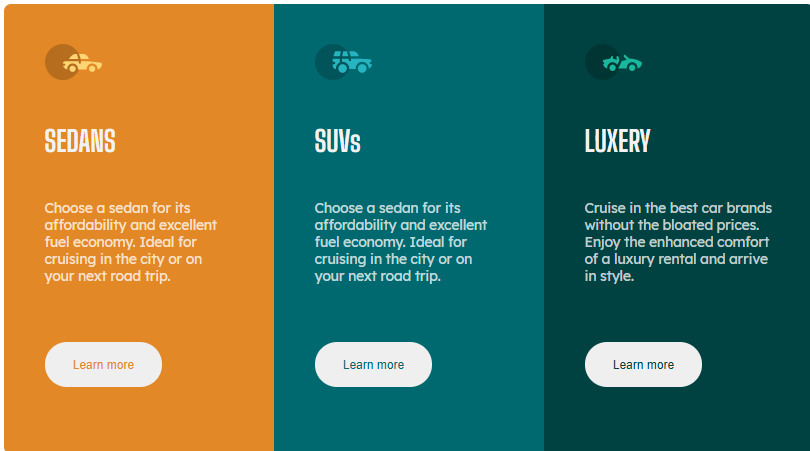 SEDANS
Choose a sedan for its
affordability and excellent
fuel economy. Ideal for
cruising in the city or on
your next road trip.
Learn more
SUVs
Choose a sedan for its
affordability and excellent
fuel economy. Ideal for
cruising in the city or on
your next road trip.
Learn more
LUXERY
Cruise in the best car brands
without the bloated prices.
Enjoy the enhanced comfort
of a luxury rental and arrive
in style.
Learn more